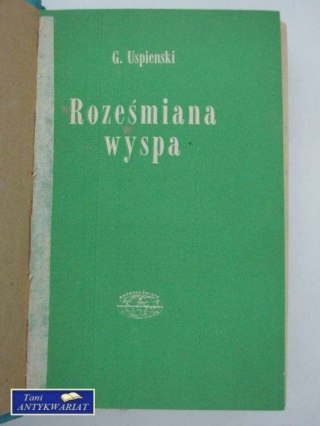 G. Uspienski
Roześmiana
wyspa
Tani
ANTYKWARIAT